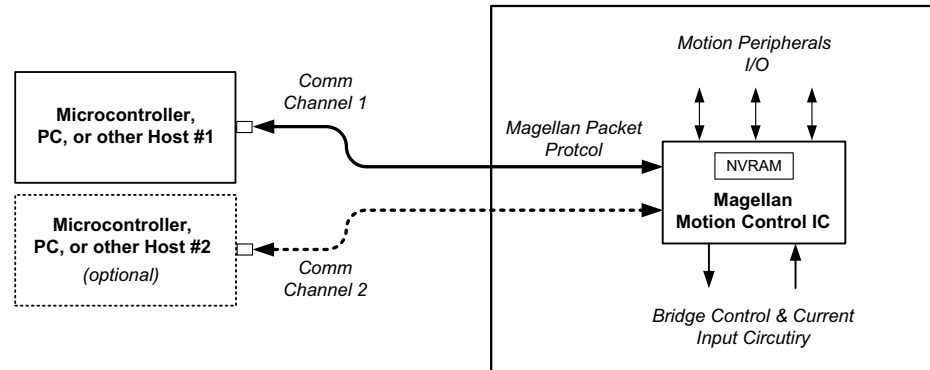 Motion Peripherals
I/O
Comm
Channel 1
Microcontroller,
PC, or other Host #1
Magellan Packet
Protcol
NVRAM
Magellan
Motion Control IC
Microcontroller,
PC, or other Host #2
(optional)
Comm
Channel 2
Bridge Control & Current
Input Circutiry